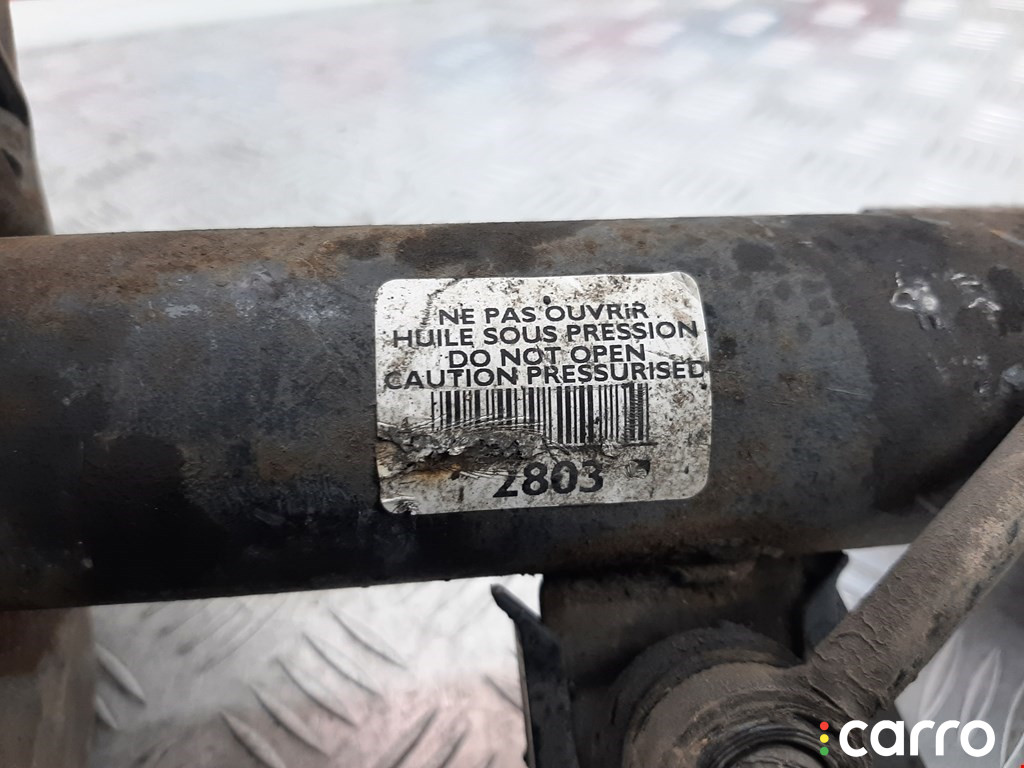 NE PAS OUVRIR
HUILE SOUS PRESSION
DO NOT OPEN
CAUTION PRESSURISED
2803
carro